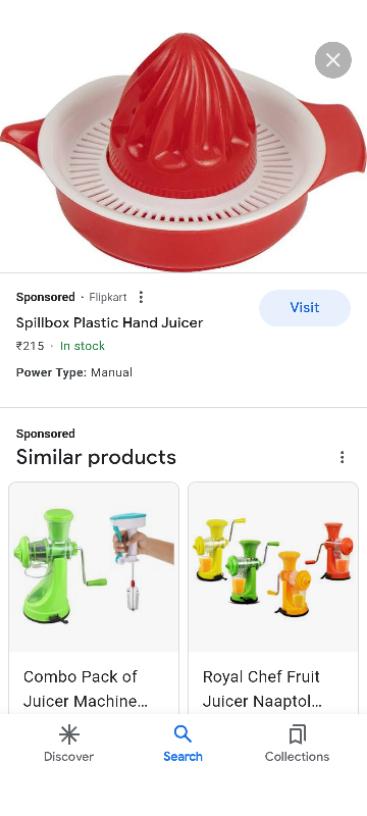 Sponsored · Flipkart
Visit
Spillbox Plastic Hand Juicer
₹215 · In stock
Power Type: Manual
Sponsored
Similar products
Combo Pack of
Juicer Machine...
Royal Chef Fruit
Juicer Naaptol...
Discover
Search
Collections